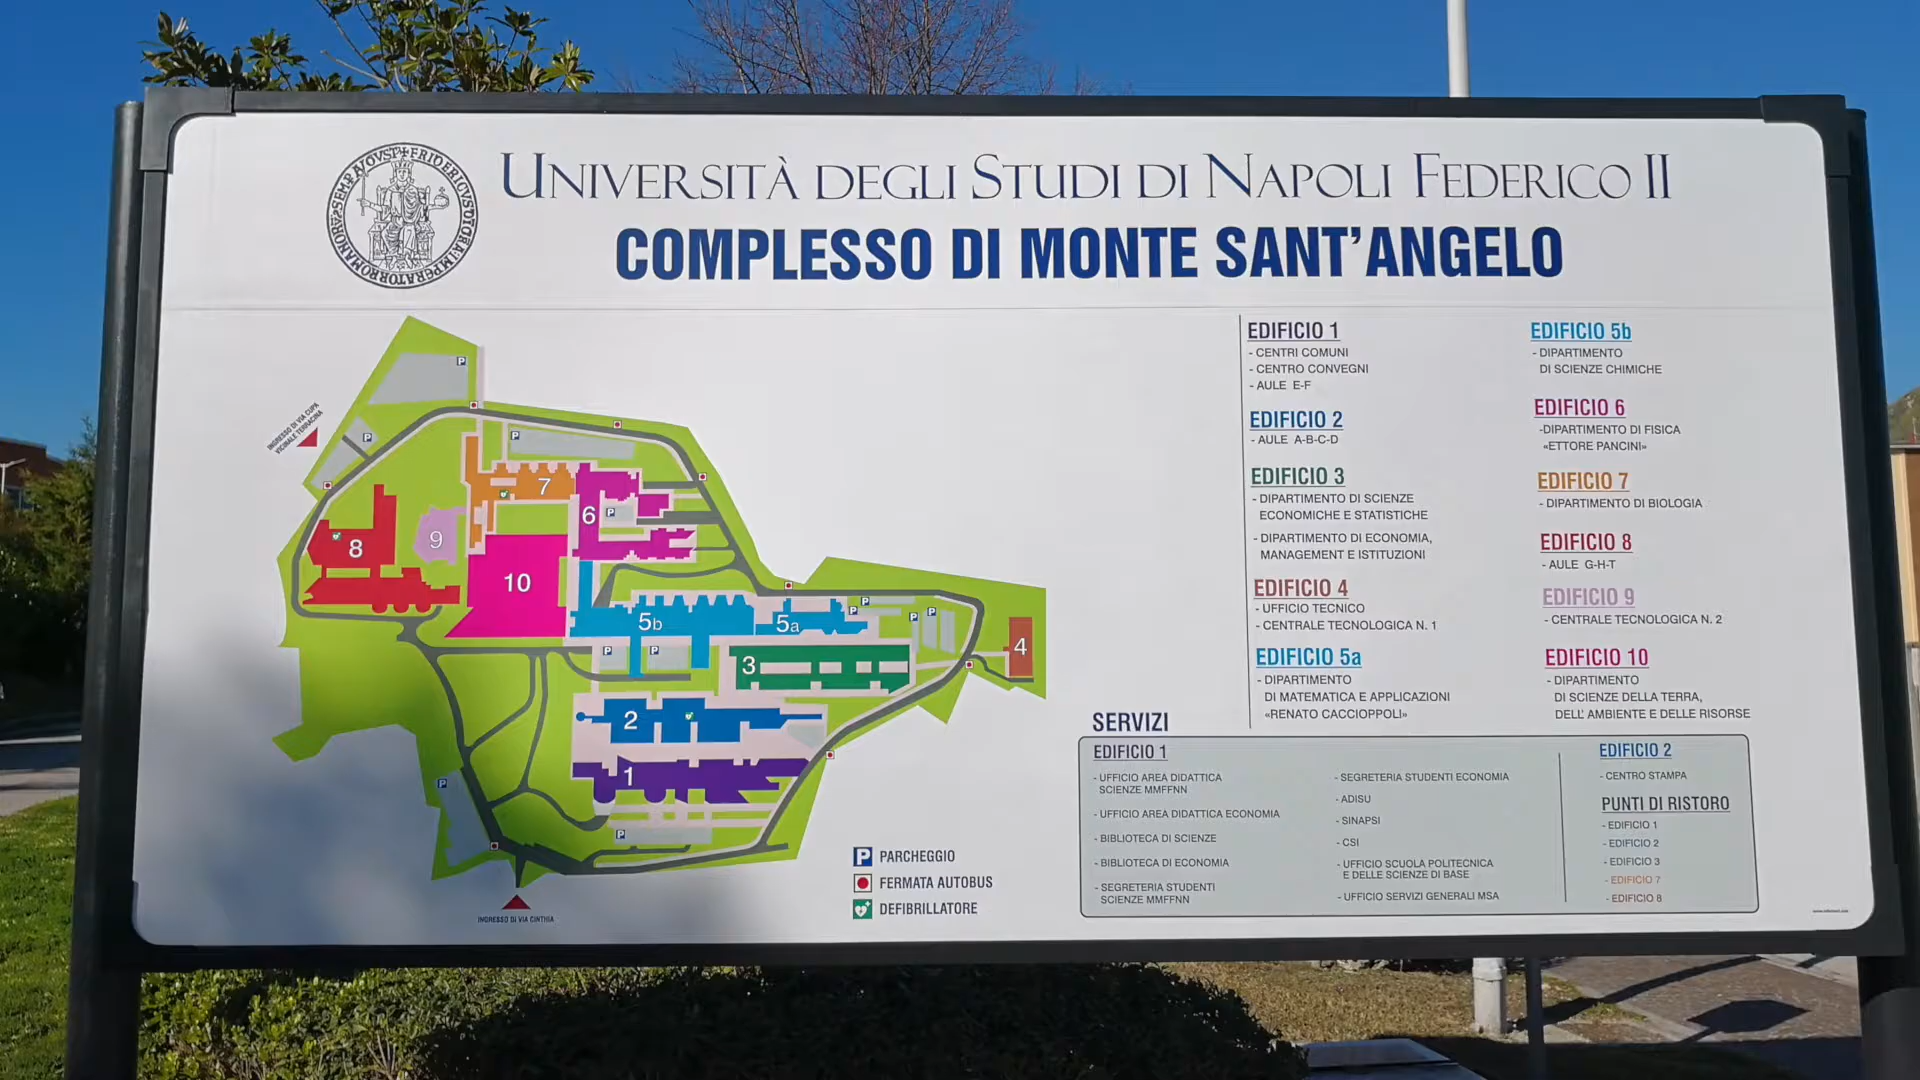 UNIVERSITÀ DEGLI STUDI DI NAPOLI FEDERICO II
COMPLESSO DI MONTE SANT'ANGELO
INGRESSO DI VIA CUPA
VICINALE TERRACINA
P
P
P
7
6
P
8
9
10
5b
5a
P
P
P
P
P
P
3
4
2
1
P
P
INGRESSO DI VIA CINTHIA
P PARCHEGGIO
FERMATA AUTOBUS
DEFIBRILLATORE
EDIFICIO 1
- CENTRI COMUNI
- CENTRO CONVEGNI
- AULE E-F
EDIFICIO 2
- AULE A-B-C-D
EDIFICIO 3
- DIPARTIMENTO DI SCIENZE
ECONOMICHE E STATISTICHE
- DIPARTIMENTO DI ECONOMIA,
MANAGEMENT E ISTITUZIONI
EDIFICIO 4
- UFFICIO TECNICO
- CENTRALE TECNOLOGICA N. 1
EDIFICIO 5a
- DIPARTIMENTO
DI MATEMATICA E APPLICAZIONI
«RENATO CACCIOPPOLI»
EDIFICIO 5b
- DIPARTIMENTO
DI SCIENZE CHIMICHE
EDIFICIO 6
-DIPARTIMENTO DI FISICA
«ETTORE PANCINI»
EDIFICIO 7
- DIPARTIMENTO DI BIOLOGIA
EDIFICIO 8
- AULE G-H-T
EDIFICIO 9
- CENTRALE TECNOLOGICA N. 2
EDIFICIO 10
- DIPARTIMENTO
DI SCIENZE DELLA TERRA,
DELL' AMBIENTE E DELLE RISORSE
SERVIZI
EDIFICIO 1
- UFFICIO AREA DIDATTICA
SCIENZE MMFFNN
- UFFICIO AREA DIDATTICA ECONOMIA
- BIBLIOTECA DI SCIENZE
- BIBLIOTECA DI ECONOMIA
- SEGRETERIA STUDENTI
SCIENZE MMFFNN
- SEGRETERIA STUDENTI ECONOMIA
- ADISU
- SINAPSI
- CSI
- UFFICIO SCUOLA POLITECNICA
E DELLE SCIENZE DI BASE
- UFFICIO SERVIZI GENERALI MSA
EDIFICIO 2
- CENTRO STAMPA
PUNTI DI RISTORO
- EDIFICIO 1
- EDIFICIO 2
- EDIFICIO 3
- EDIFICIO 7
- EDIFICIO 8